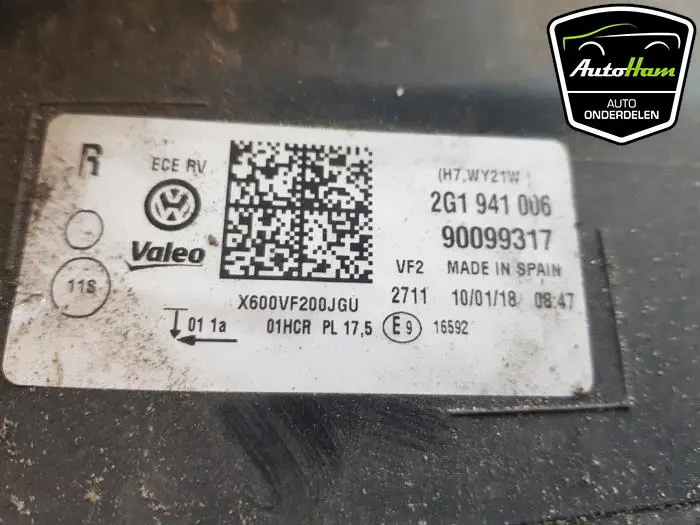 AutoHam
AUTO
ONDERDELEN
R
ECE RV
(H7,WY21W
2G1 941 006
90099317
Valeo
VF2 MADE IN SPAIN
11S
X600VF200JGU
2711 10/01/18 08:47
01 1a
01HCR PL 17,5
E9
16592